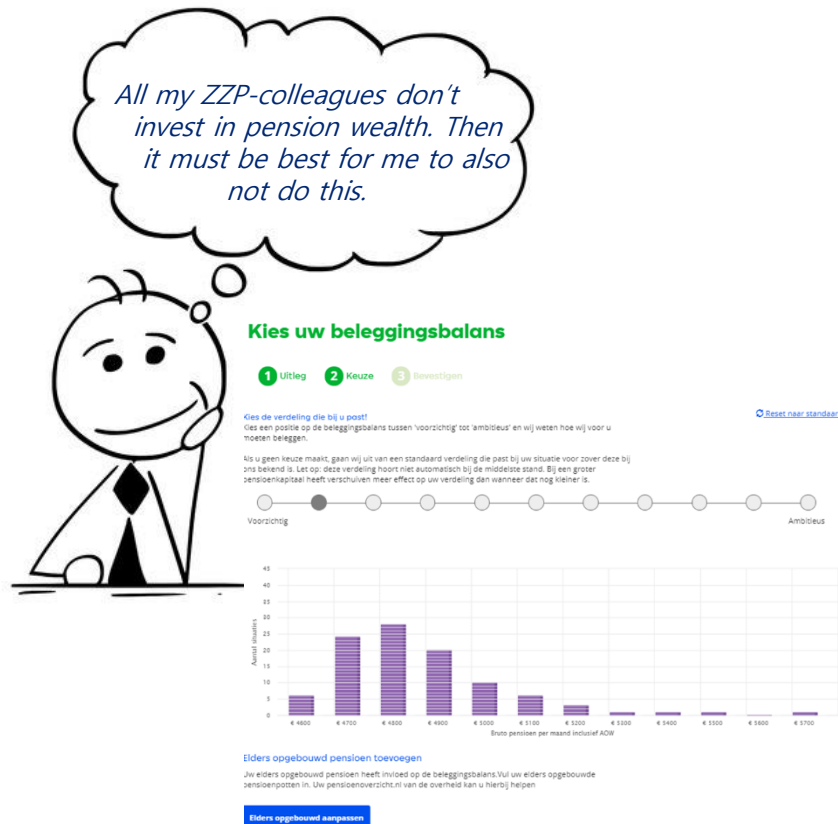 All my ZZP-colleagues don't
invest in pension wealth. Then
it must be best for me to also
not do this.
Kies uw beleggingsbalans
1 Uitleg 2 Keuze 3 Bevestigen
Kies de verdeling die bij u past!
Reset naar standaar
Kies een positie op de beleggingsbalans tussen 'voorzichtig' tot 'ambitieus' en wij weten hoe wij voor u
moeten beleggen.
Als u geen keuze maakt, gaan wij uit van een standaard verdeling die past bij uw situatie voor zover deze bij
ons bekend is. Let op: deze verdeling hoort niet automatisch bij de middelste stand. Bij een groter
pensioenkapitaal heeft verschuiven meer effect op uw verdeling dan wanneer dat nog kleiner is.
Voorzichtig Ambitieus
45
40
35
30
25
20
15
10
5
0
Aantal situaties
€ 4600 € 4700 € 4800 € 4900 € 5000 € 5100 € 5200 € 5300 € 5400 € 5500 € 5600 € 5700
Bruto pensioen per maand inclusief AOW
Elders opgebouwd pensioen toevoegen
Uw elders opgebouwd pensioen heeft invloed op de beleggingsbalans.Vul uw elders opgebouwde
pensioenpotten in. Uw pensioenoverzicht.nl van de overheid kan u hierbij helpen
Elders opgebouwd aanpassen